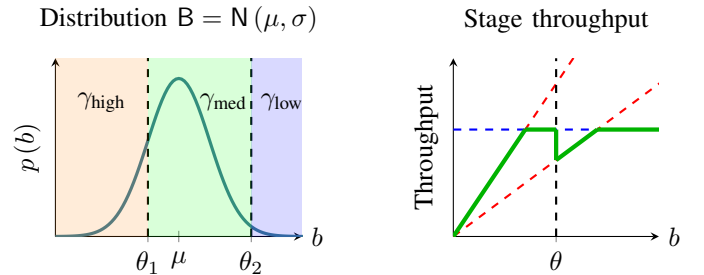 Distribution B = N (μ, σ)
γhigh
γmed
γlow
p(b)
θ1
μ
θ2
b
Stage throughput
Throughput
θ
b